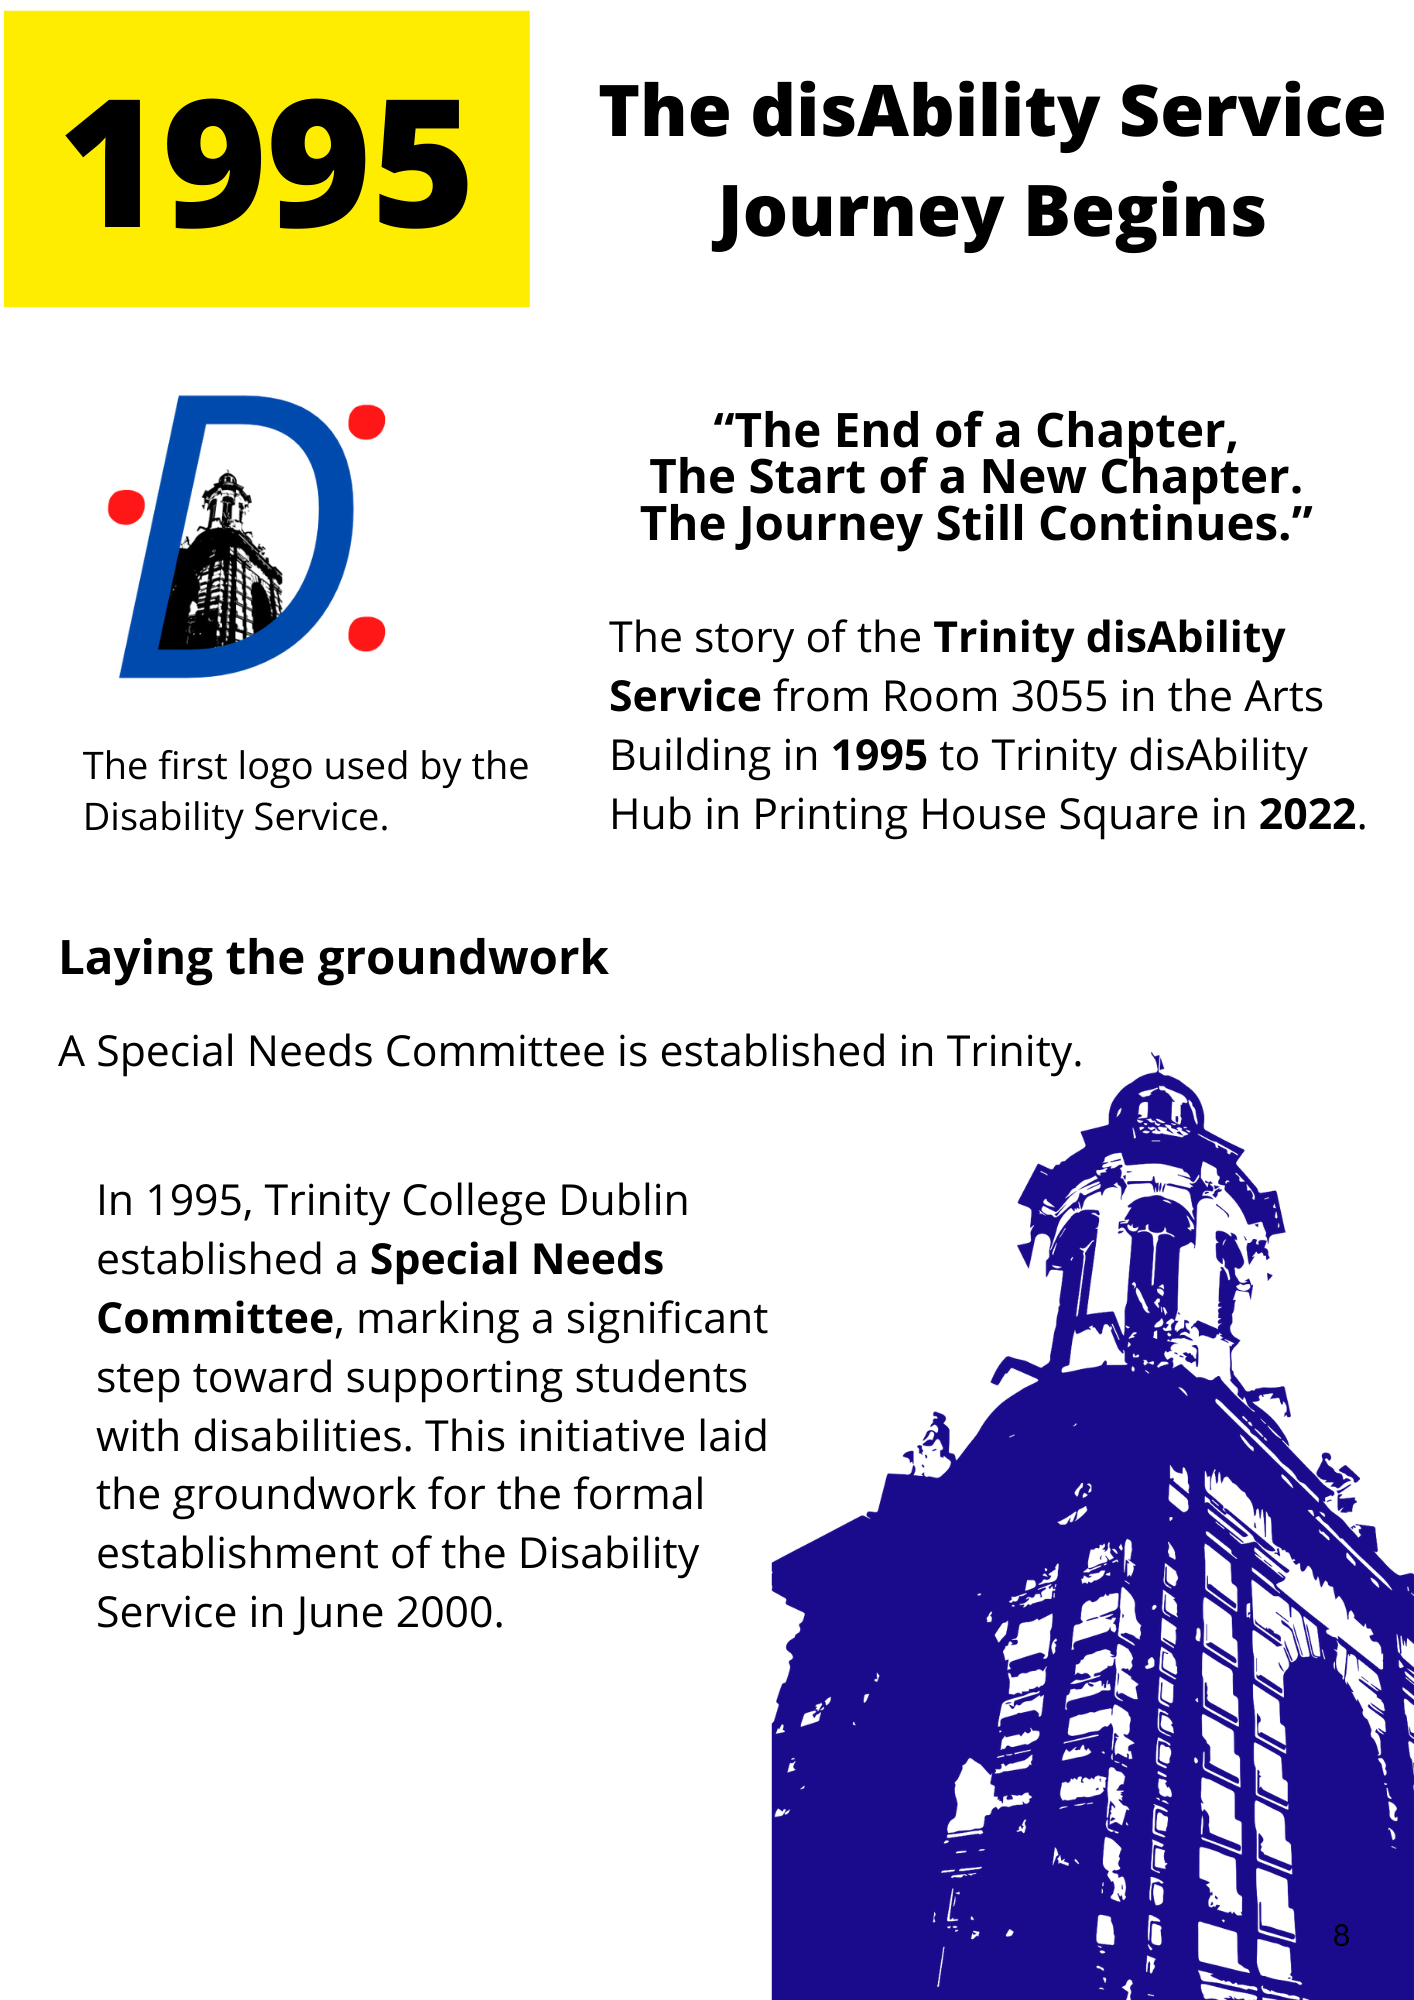 1995
The disAbility Service
Journey Begins
D
“The End of a Chapter,
The Start of a New Chapter.
The Journey Still Continues.”
The story of the Trinity disAbility
Service from Room 3055 in the Arts
Building in 1995 to Trinity disAbility
Hub in Printing House Square in 2022.
The first logo used by the
Disability Service.
Laying the groundwork
A Special Needs Committee is established in Trinity.
In 1995, Trinity College Dublin
established a Special Needs
Committee, marking a significant
step toward supporting students
with disabilities. This initiative laid
the groundwork for the formal
establishment of the Disability
Service in June 2000.
8